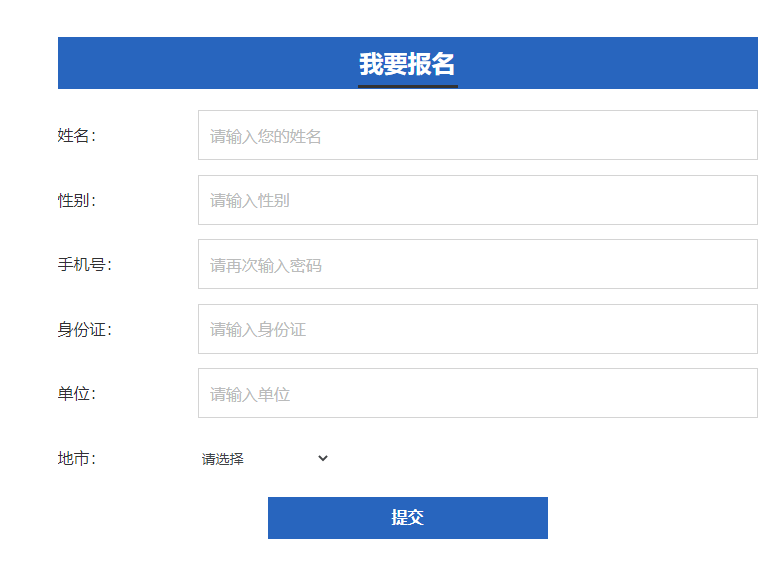 我要报名
姓名：
请输入您的姓名
性别：
请输入性别
手机号：
请再次输入密码
身份证：
请输入身份证
单位：
请输入单位
地市：
请选择
提交